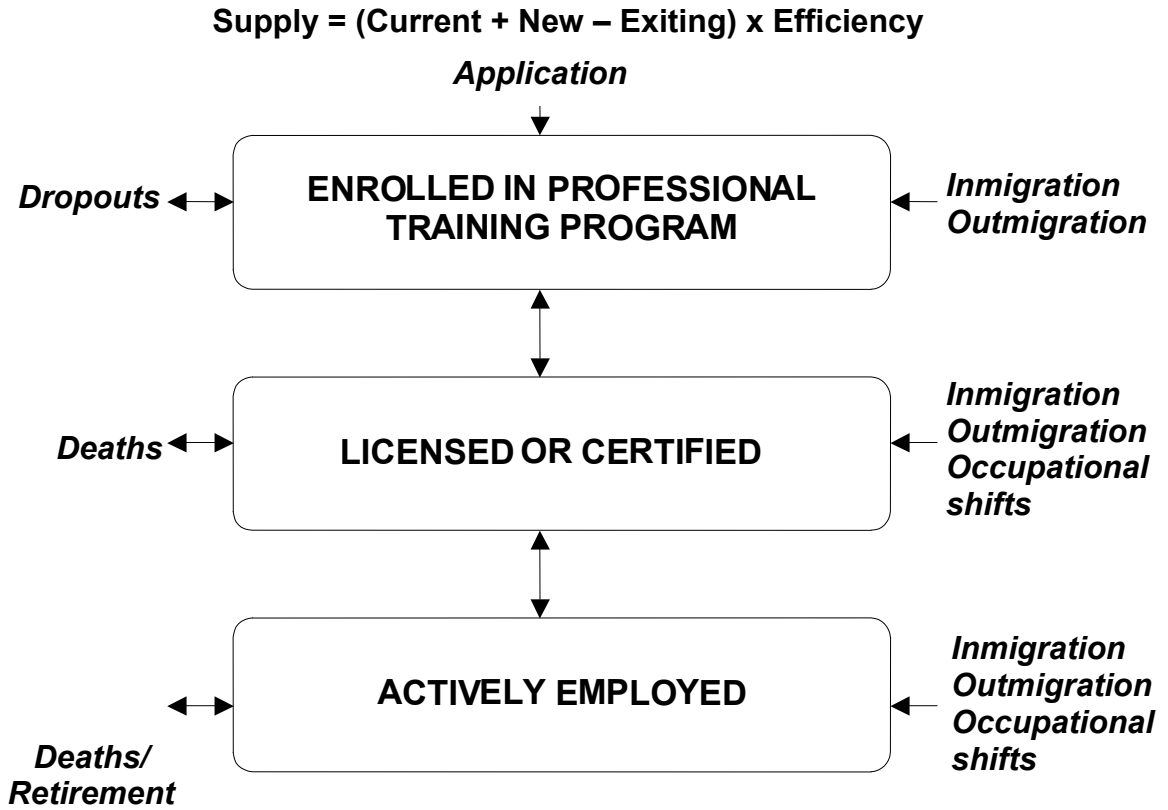 Supply = (Current + New – Exiting) x Efficiency
Application
Dropouts
ENROLLED IN PROFESSIONAL
TRAINING PROGRAM
Inmigration
Outmigration
Deaths
LICENSED OR CERTIFIED
Inmigration
Outmigration
Occupational
shifts
ACTIVELY EMPLOYED
Inmigration
Outmigration
Occupational
shifts
Deaths/
Retirement